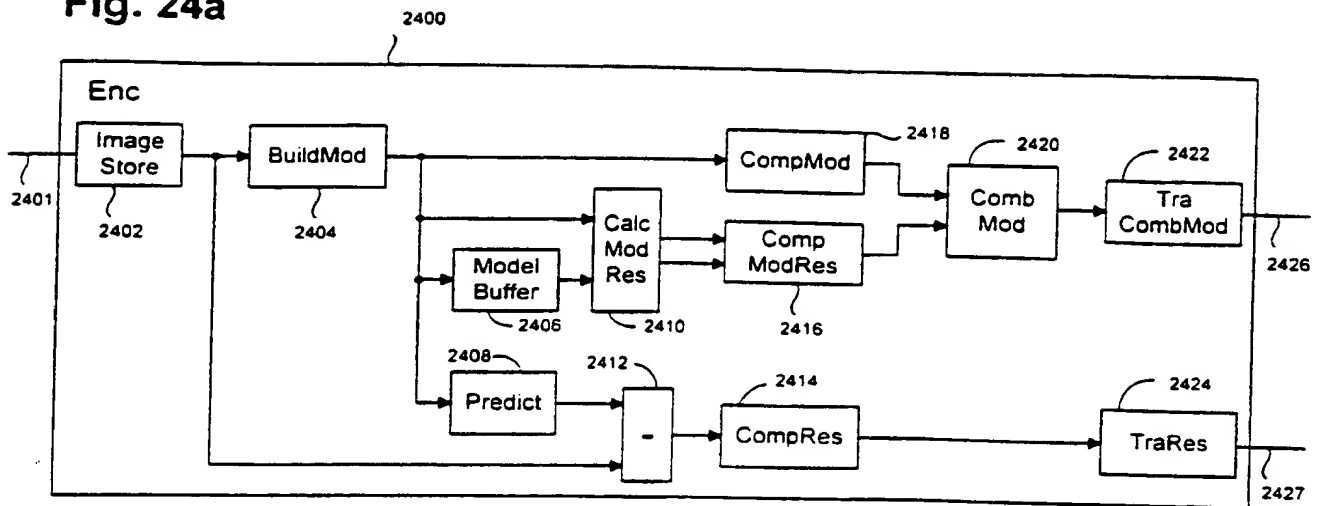 Fig. 24a
2400
Enc
Image
Store
BuildMod
CompMod
2418
2420
Comb
Mod
2422
Tra
CombMod
2401
2402
2404
Calc
Mod
Res
Comp
ModRes
2426
Model
Buffer
2406
2410
2416
2408
2412
2414
2424
Predict
-
CompRes
TraRes
2427